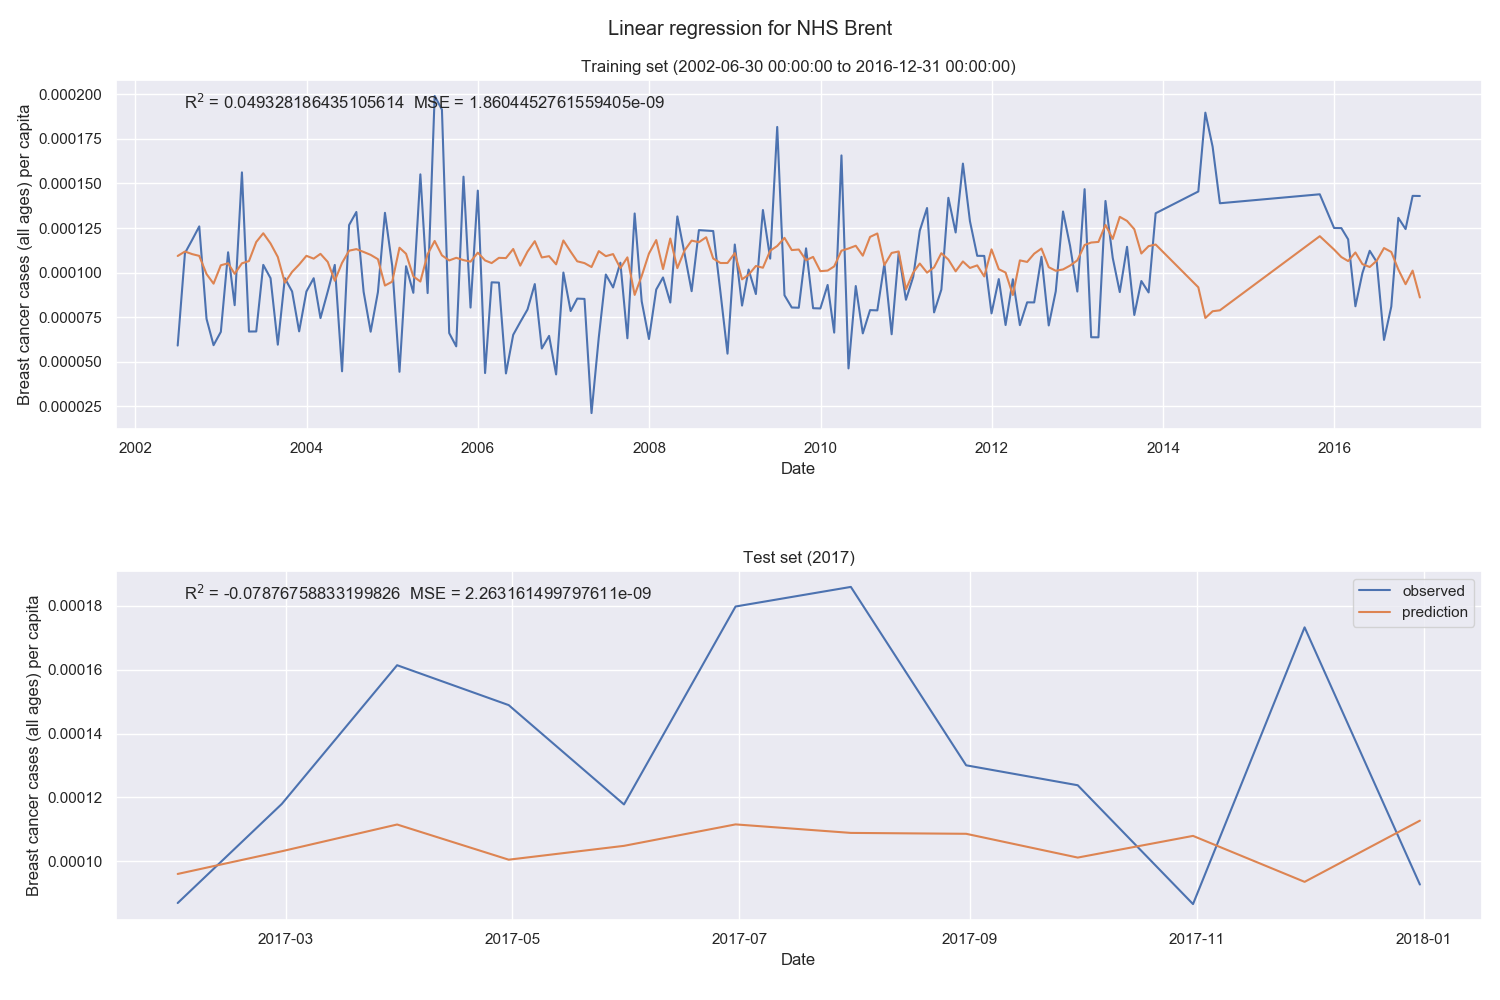 Linear regression for NHS Brent
Training set (2002-06-30 00:00:00 to 2016-12-31 00:00:00)
R² = 0.049328186435105614 MSE = 1.8604452761559405e-09
Breast cancer cases (all ages) per capita
0.000200
0.000175
0.000150
0.000125
0.000100
0.000075
0.000050
0.000025
2002 2004 2006 2008 2010 2012 2014 2016
Date
Test set (2017)
R² = -0.07876758833199826 MSE = 2.263161499797611e-09
observed
prediction
Breast cancer cases (all ages) per capita
0.00018
0.00016
0.00014
0.00012
0.00010
2017-03 2017-05 2017-07 2017-09 2017-11 2018-01
Date